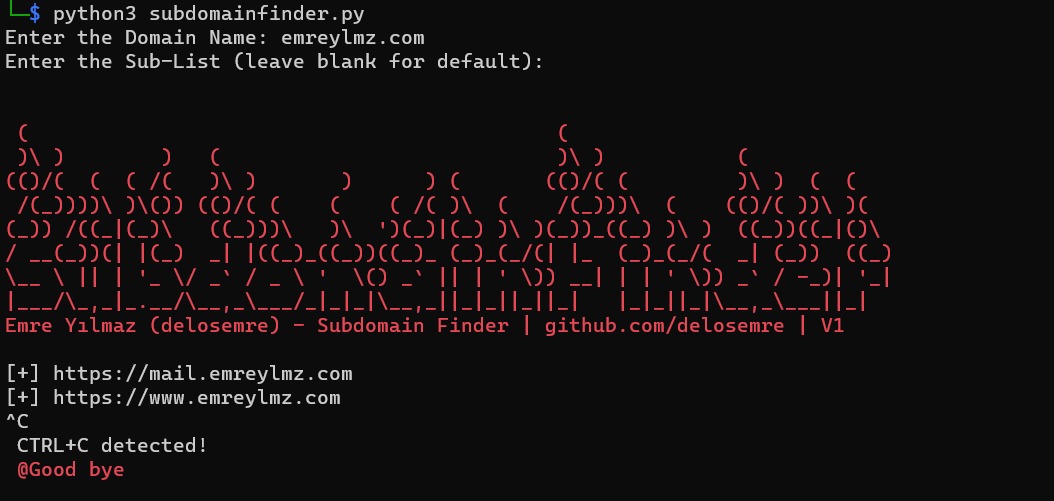 └─$ python3 subdomainfinder.py
Enter the Domain Name: emreylmz.com
Enter the Sub-List (leave blank for default):
Emre Yılmaz (delosemre) - Subdomain Finder | github.com/delosemre | V1
[+] https://mail.emreylmz.com
[+] https://www.emreylmz.com
^C
CTRL+C detected!
@Good bye